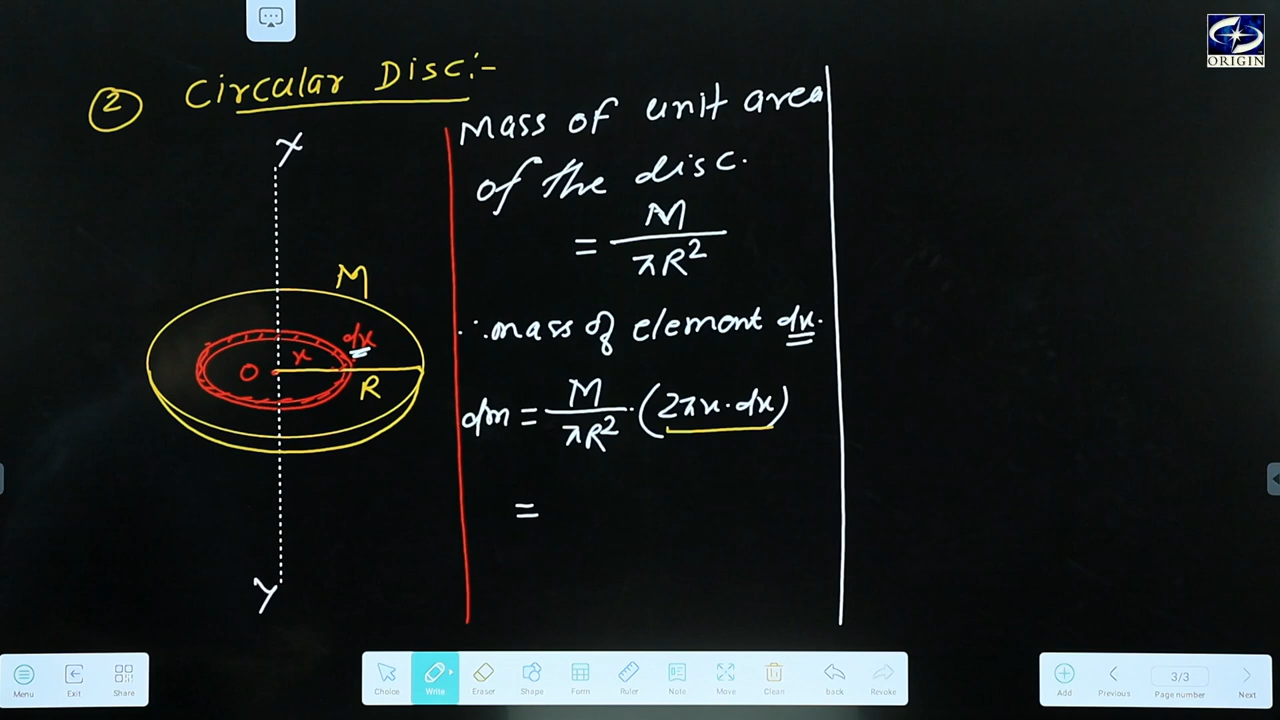 ORIGIN
② Circular Disc:-
X
M
dx
x
O
R
Y
Mass of unit area
of the disc.
= M/πR²
∴ mass of element dx.
dm = M/πR² · (2πx·dx)
=
Menu
Exit
Share
Choice
Write
Eraser
Shape
Form
Ruler
Note
Move
Clean
back
Revoke
Add
Previous
3/3
Page number
Next